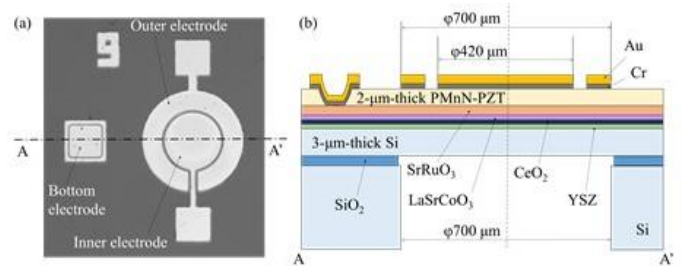 (a)
Outer electrode
9
A
A'
Bottom
electrode
Inner electrode
(b)
φ700 μm
φ420 μm
Au
Cr
2-μm-thick PMnN-PZT
3-μm-thick Si
SrRuO3
CeO2
SiO2
LaSrCoO3
YSZ
φ700 μm
Si
A
A'